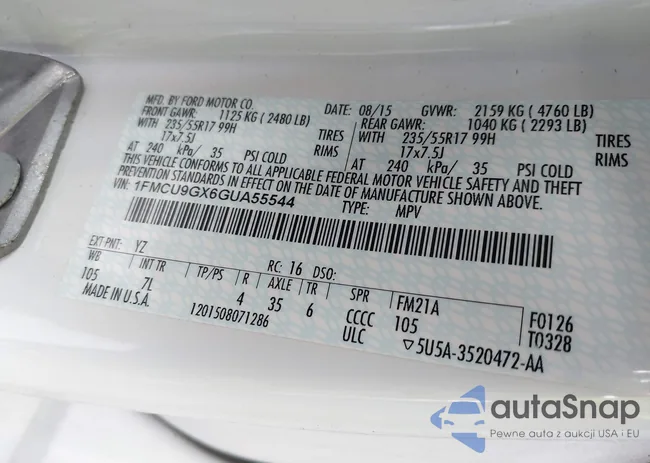 MFD. BY FORD MOTOR CO. DATE: 08/15 GVWR: 2159 KG ( 4760 LB)
FRONT GAWR: 1125 KG ( 2480 LB) REAR GAWR: 1040 KG ( 2293 LB)
WITH 235/55R17 99H TIRES WITH 235/55R17 99H TIRES
17x7.5J RIMS 17x7.5J RIMS
AT 240 kPa/ 35 PSI COLD AT 240 kPa/ 35 PSI COLD
THIS VEHICLE CONFORMS TO ALL APPLICABLE FEDERAL MOTOR VEHICLE SAFETY AND THEFT
PREVENTION STANDARDS IN EFFECT ON THE DATE OF MANUFACTURE SHOWN ABOVE.
VIN: 1FMCU9GX6GUA55544 TYPE: MPV
EXT PNT: YZ RC: 16 DSO:
WB INT TR TP/PS R AXLE TR SPR FM21A F0126
105 7L 4 35 6 CCCC 105 T0328
MADE IN U.S.A. 1201508071286 ULC ▽5U5A-3520472-AA
autaSnap
Pewne auta z aukcji USA i EU